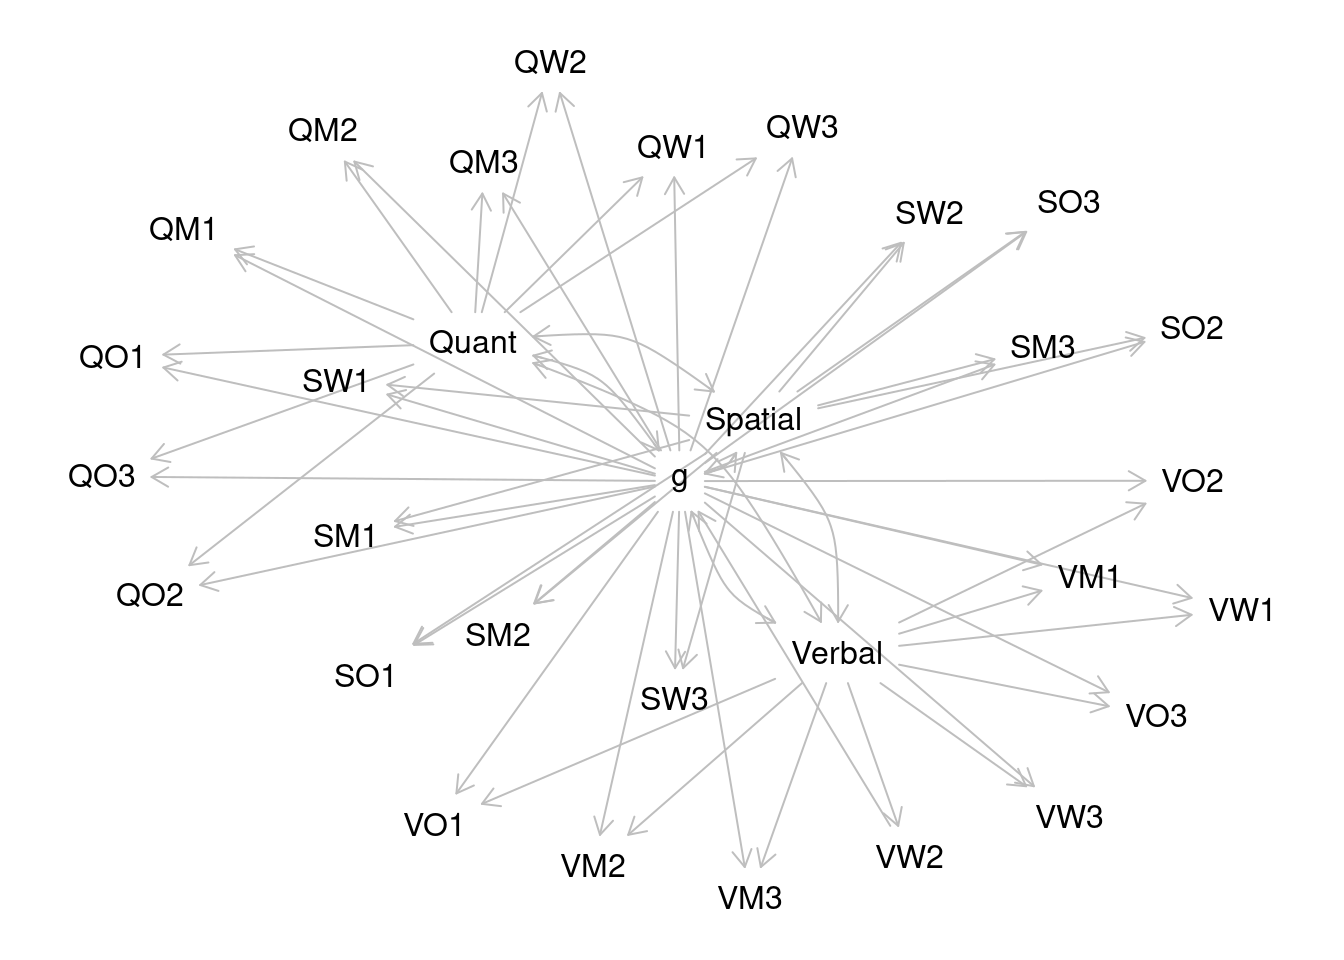 QW2
QW3
QM2
QW1
QM3
SO3
SW2
QM1
SO2
Quant
SM3
QO1
SW1
Spatial
g
QO3
VO2
SM1
VM1
QO2
VW1
SM2
Verbal
SO1
SW3
VO3
VW3
VO1
VW2
VM2
VM3